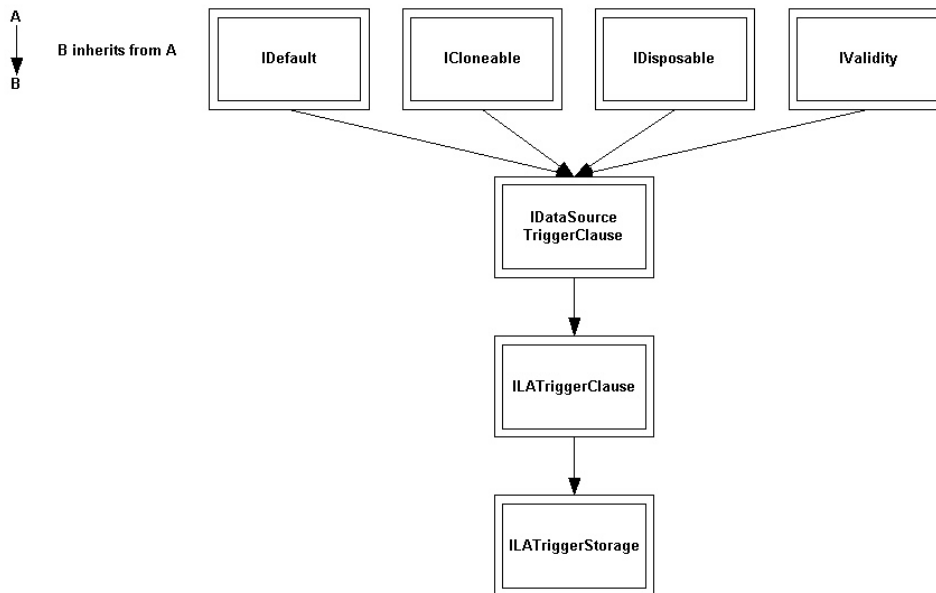 A
B inherits from A
B
IDefault
ICloneable
IDisposable
IValidity
IDataSource
TriggerClause
ILATriggerClause
ILATriggerStorage